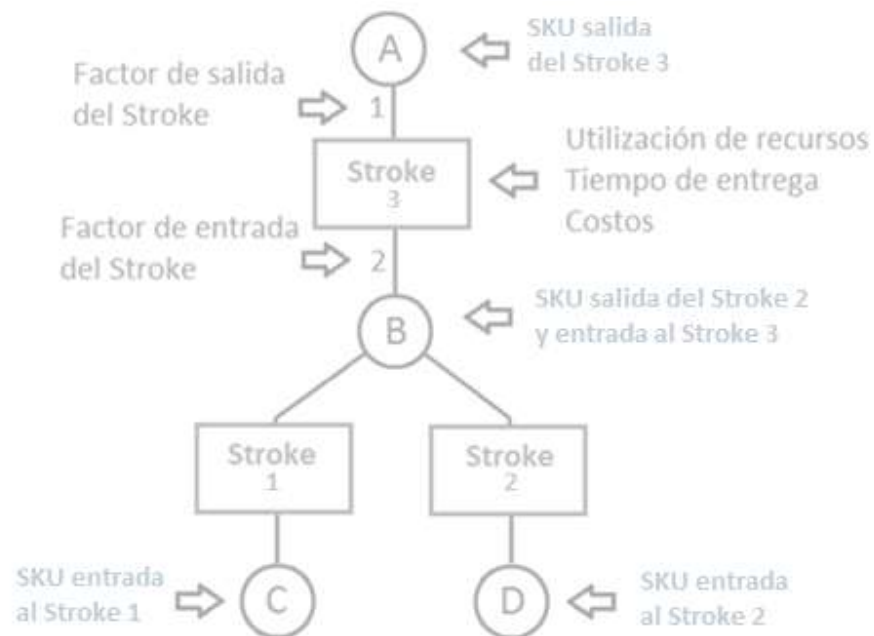 A
SKU salida
del Stroke 3
Factor de salida
del Stroke
1
Stroke
3
Utilización de recursos
Tiempo de entrega
Costos
Factor de entrada
del Stroke
2
B
SKU salida del Stroke 2
y entrada al Stroke 3
Stroke
1
Stroke
2
SKU entrada
al Stroke 1
C
D
SKU entrada
al Stroke 2